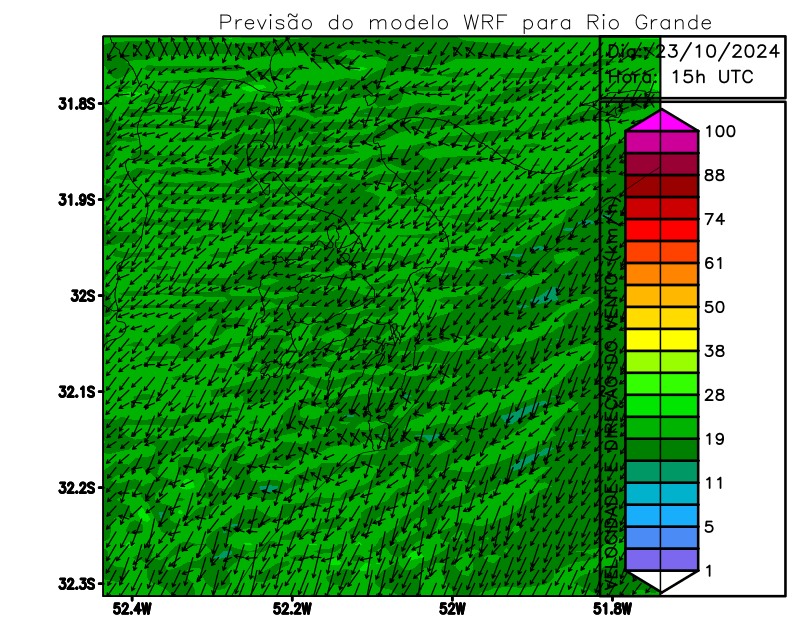 Previsão do modelo WRF para Rio Grande
Dia: 23/10/2024
Hora: 15h UTC
31.8S
31.9S
32S
32.1S
32.2S
32.3S
52.4W
52.2W
52W
51.8W
VELOCIDADE E DIREÇÃO DO VENTO (km/h)
100
88
74
61
50
38
28
19
11
5
1